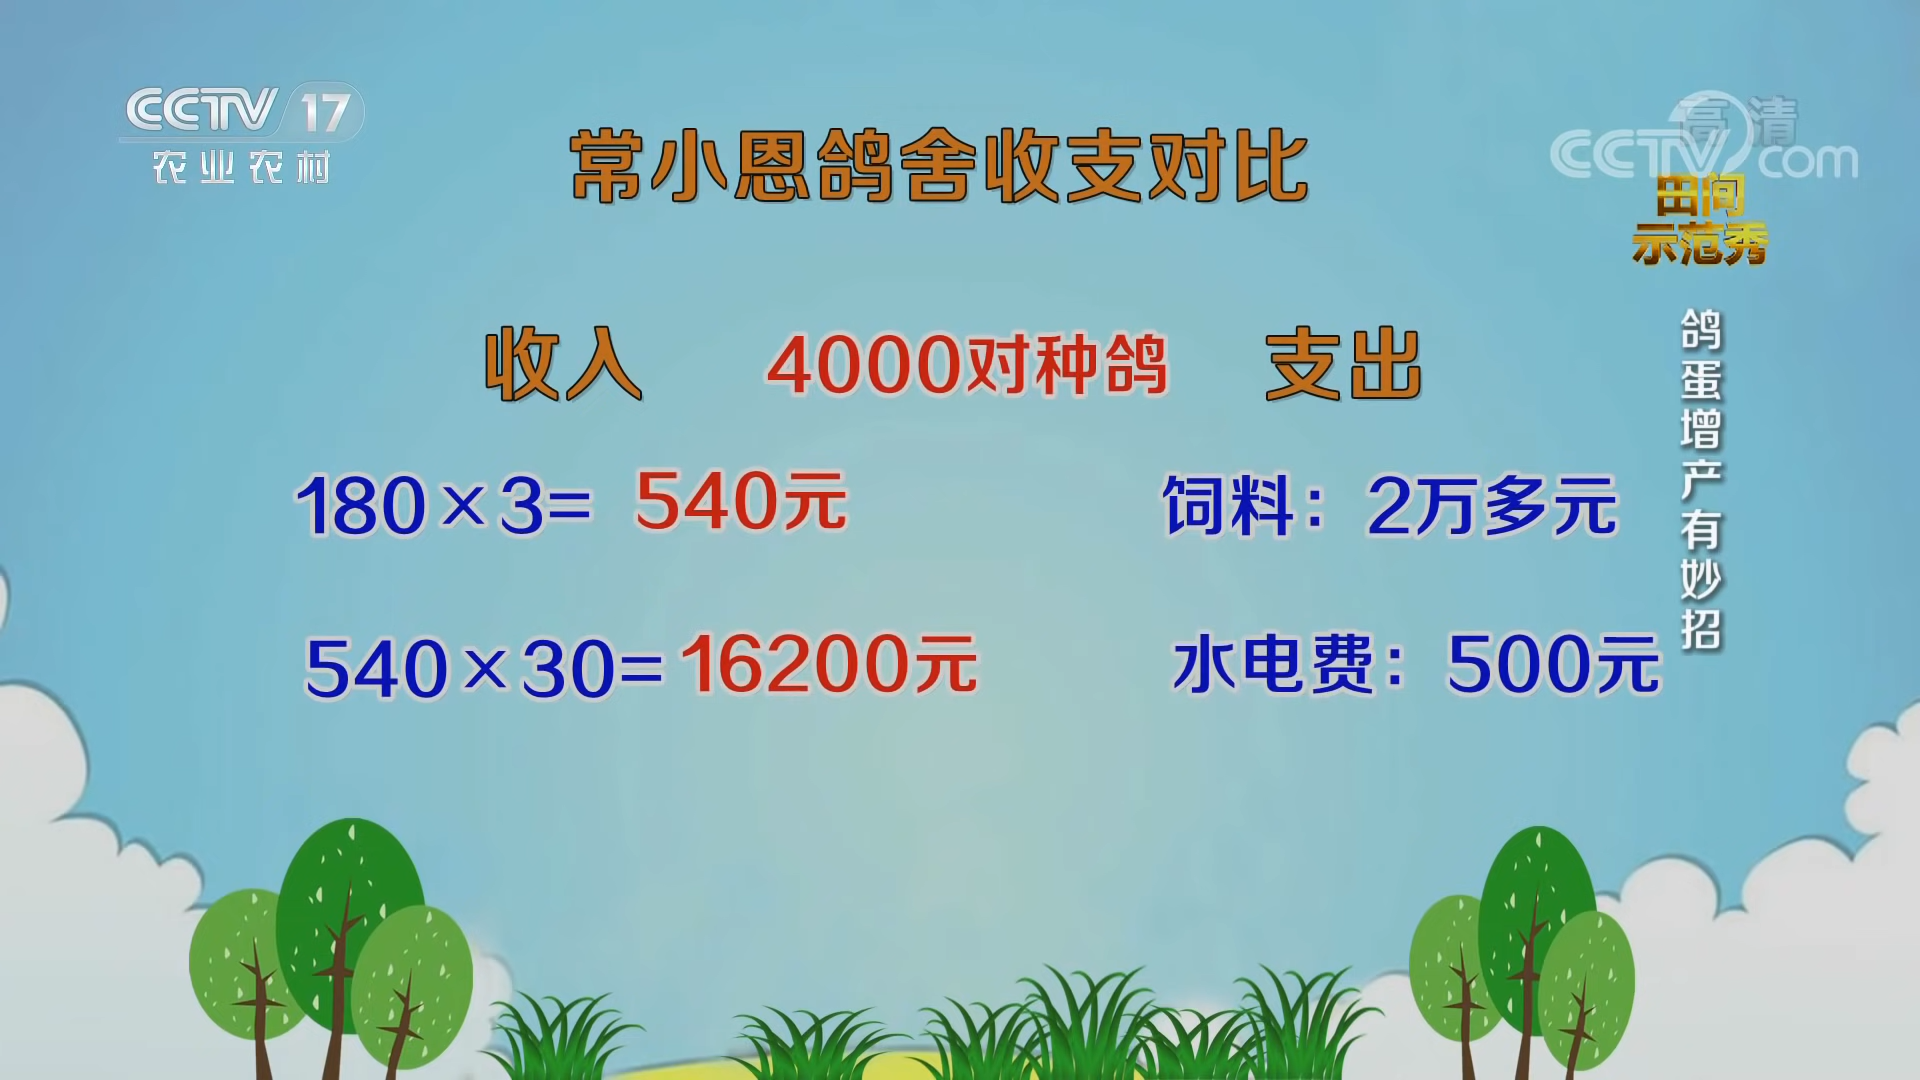 CCTV 17
农业农村
高清
CCTV.com
田间
示范秀
常小恩鸽舍收支对比
收入 4000对种鸽 支出
180×3= 540元 饲料：2万多元
540×30=16200元 水电费：500元
鸽蛋增产有妙招